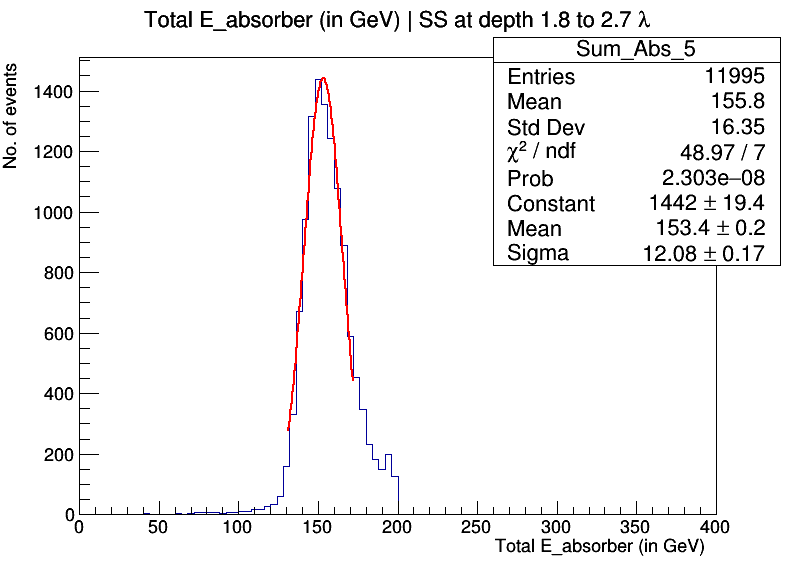 Total E_absorber (in GeV) | SS at depth 1.8 to 2.7 λ
Sum_Abs_5
Entries 11995
Mean 155.8
Std Dev 16.35
χ² / ndf 48.97 / 7
Prob 2.303e−08
Constant 1442 ± 19.4
Mean 153.4 ± 0.2
Sigma 12.08 ± 0.17
No. of events
1400
1200
1000
800
600
400
200
0
0 50 100 150 200 250 300 350 400
Total E_absorber (in GeV)